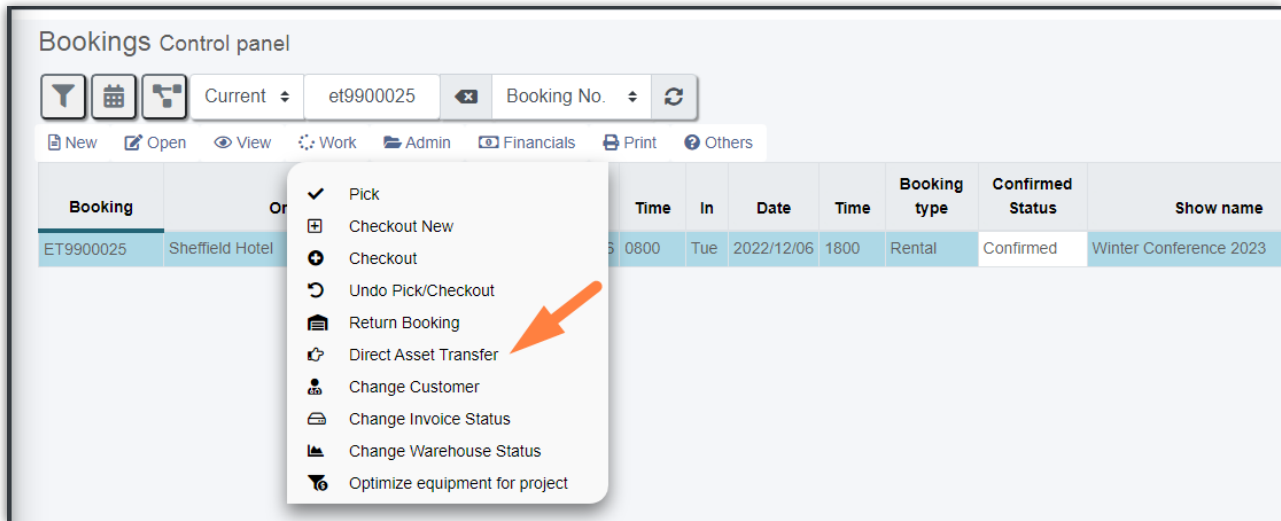 Bookings Control panel
Current et9900025 Booking No.
New Open View Work Admin Financials Print Others
Booking Time In Date Time Booking type Confirmed Status Show name
ET9900025 Sheffield Hotel 0800 Tue 2022/12/06 1800 Rental Confirmed Winter Conference 2023
Pick
Checkout New
Checkout
Undo Pick/Checkout
Return Booking
Direct Asset Transfer
Change Customer
Change Invoice Status
Change Warehouse Status
Optimize equipment for project